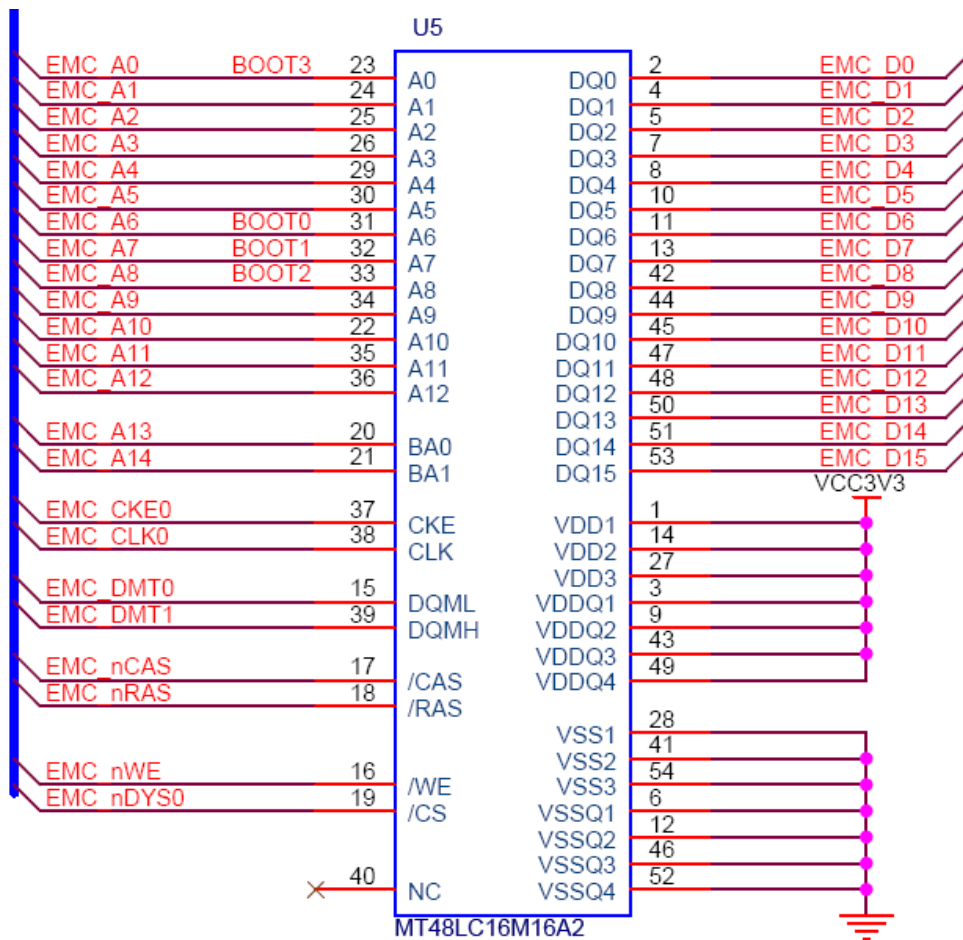 U5
EMC_A0 BOOT3 23 A0 DQ0 2 EMC_D0
EMC_A1 24 A1 DQ1 4 EMC_D1
EMC_A2 25 A2 DQ2 5 EMC_D2
EMC_A3 26 A3 DQ3 7 EMC_D3
EMC_A4 29 A4 DQ4 8 EMC_D4
EMC_A5 30 A5 DQ5 10 EMC_D5
EMC_A6 BOOT0 31 A6 DQ6 11 EMC_D6
EMC_A7 BOOT1 32 A7 DQ7 13 EMC_D7
EMC_A8 BOOT2 33 A8 DQ8 42 EMC_D8
EMC_A9 34 A9 DQ9 44 EMC_D9
EMC_A10 22 A10 DQ10 45 EMC_D10
EMC_A11 35 A11 DQ11 47 EMC_D11
EMC_A12 36 A12 DQ12 48 EMC_D12
DQ13 50 EMC_D13
EMC_A13 20 BA0 DQ14 51 EMC_D14
EMC_A14 21 BA1 DQ15 53 EMC_D15
VCC3V3
EMC_CKE0 37 CKE VDD1 1
EMC_CLK0 38 CLK VDD2 14
VDD3 27
EMC_DMT0 15 DQML VDDQ1 3
EMC_DMT1 39 DQMH VDDQ2 9
VDDQ3 43
EMC_nCAS 17 /CAS VDDQ4 49
EMC_nRAS 18 /RAS
VSS1 28
VSS2 41
EMC_nWE 16 /WE VSS3 54
EMC_nDYS0 19 /CS VSSQ1 6
VSSQ2 12
VSSQ3 46
40 NC VSSQ4 52
MT48LC16M16A2